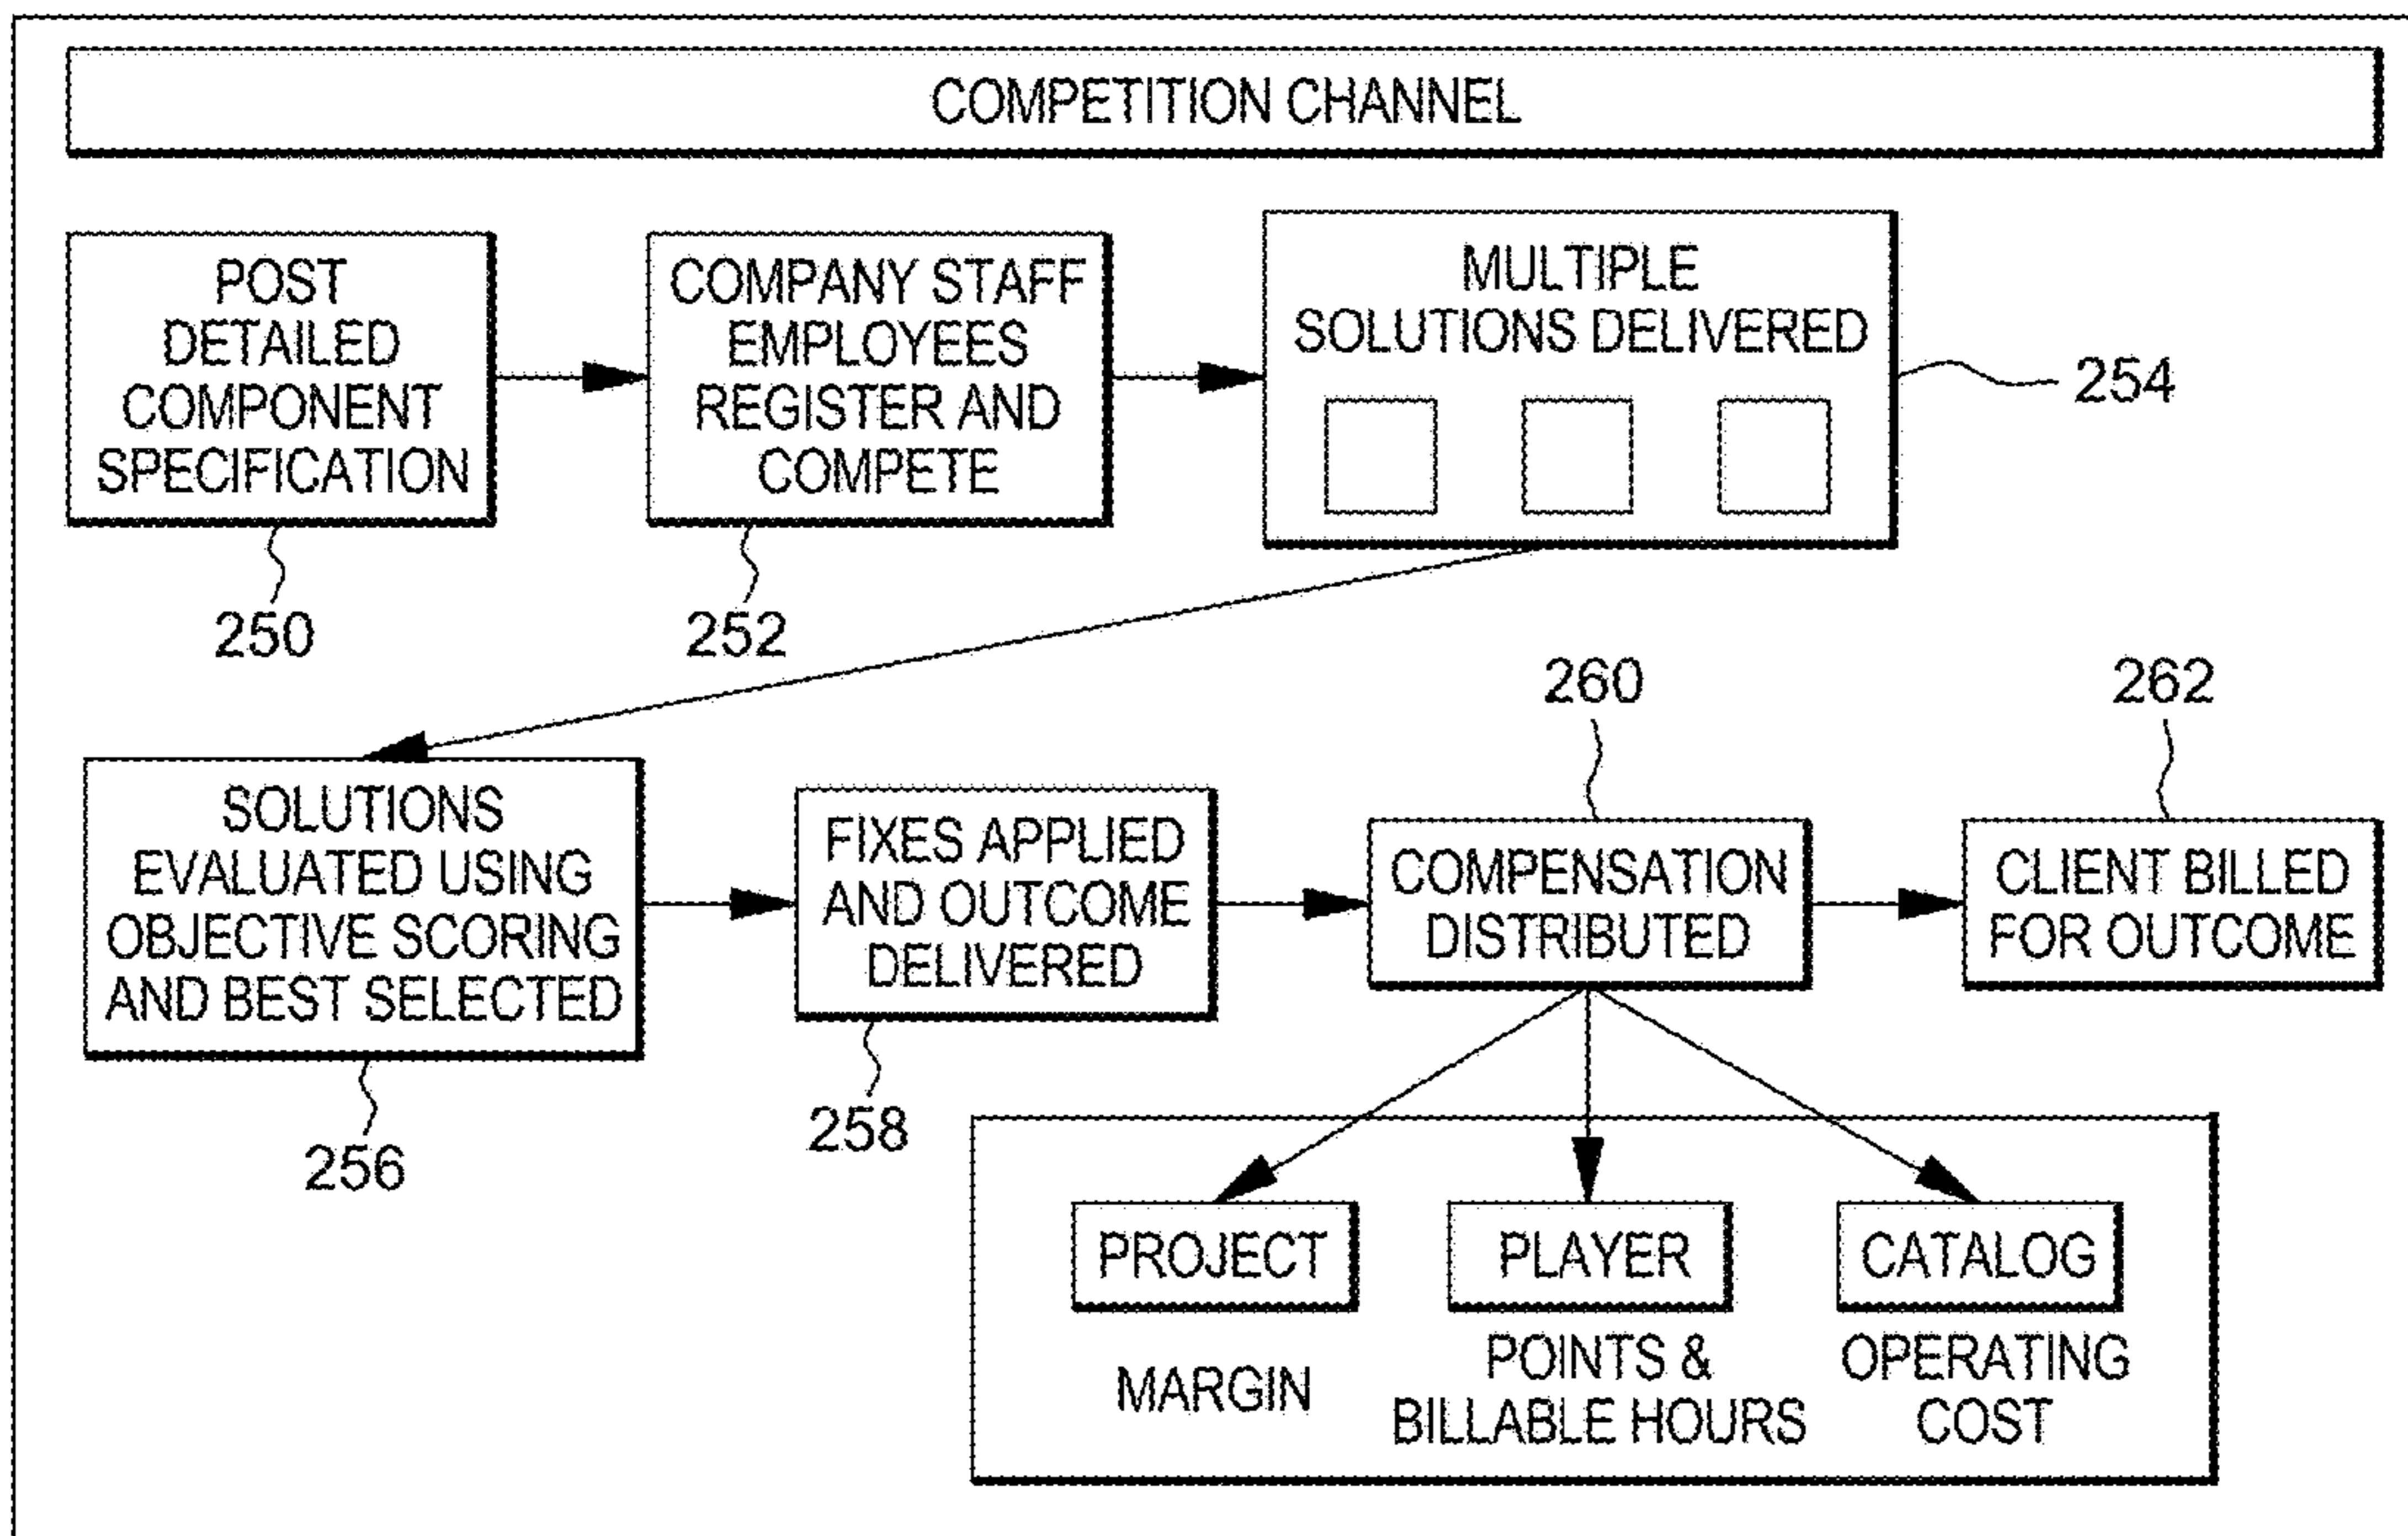 COMPETITION CHANNEL
POST
DETAILED
COMPONENT
SPECIFICATION
250
COMPANY STAFF
EMPLOYEES
REGISTER AND
COMPETE
252
MULTIPLE
SOLUTIONS DELIVERED
254
SOLUTIONS
EVALUATED USING
OBJECTIVE SCORING
AND BEST SELECTED
256
FIXES APPLIED
AND OUTCOME
DELIVERED
258
260
COMPENSATION
DISTRIBUTED
262
CLIENT BILLED
FOR OUTCOME
PROJECT
MARGIN
PLAYER
POINTS &
BILLABLE HOURS
CATALOG
OPERATING
COST